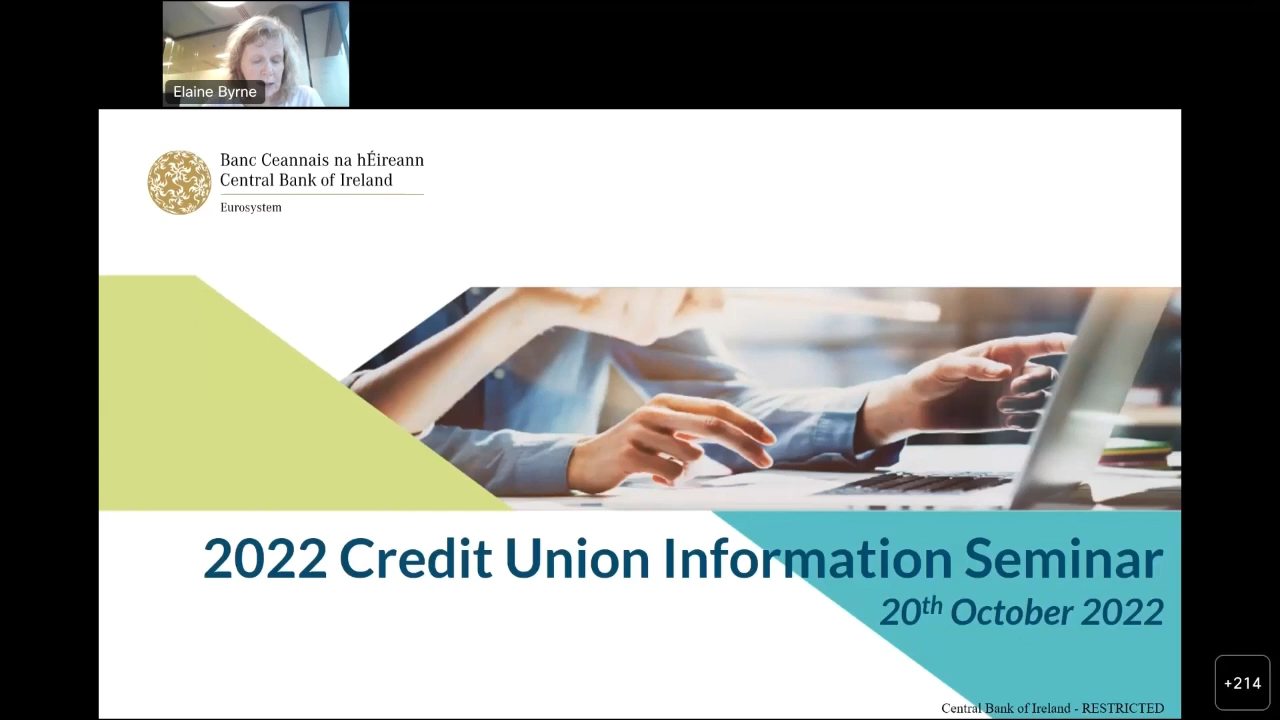 Elaine Byrne
Banc Ceannais na hÉireann
Central Bank of Ireland
Eurosystem
2022 Credit Union Information Seminar
20th October 2022
Central Bank of Ireland - RESTRICTED
+214